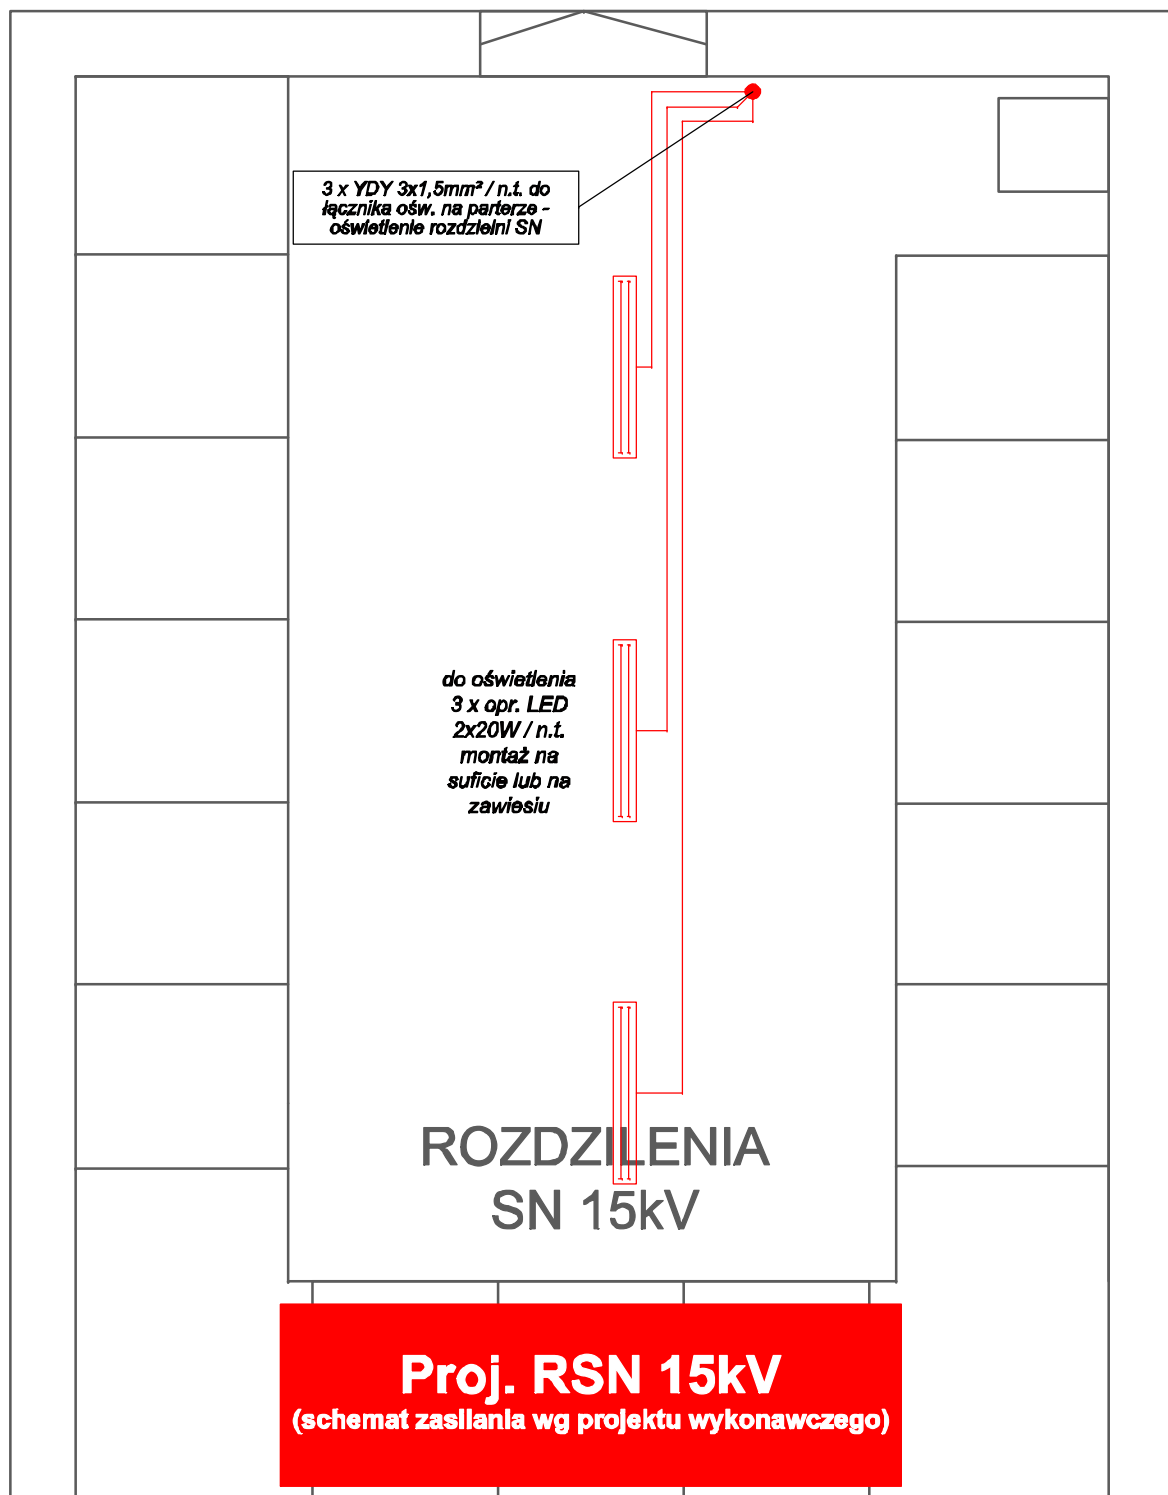 3 x YDY 3x1,5mm² / n.t. do
łącznika ośw. na parterze -
oświetlenie rozdzielni SN
do oświetlenia
3 x opr. LED
2x20W / n.t.
montaż na
suficie lub na
zawiesiu
ROZDZILENIA
SN 15kV
Proj. RSN 15kV
(schemat zasilania wg projektu wykonawczego)